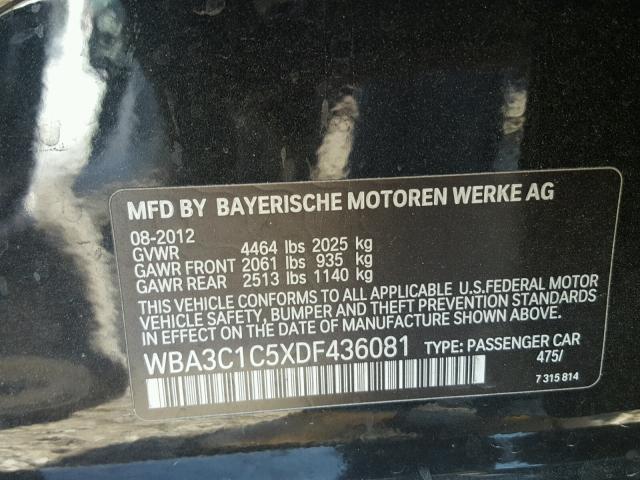 MFD BY BAYERISCHE MOTOREN WERKE AG
08-2012
GVWR 4464 lbs 2025 kg
GAWR FRONT 2061 lbs 935 kg
GAWR REAR 2513 lbs 1140 kg
THIS VEHICLE CONFORMS TO ALL APPLICABLE U.S.FEDERAL MOTOR
VEHICLE SAFETY, BUMPER AND THEFT PREVENTION STANDARDS
IN EFFECT ON THE DATE OF MANUFACTURE SHOWN ABOVE.
WBA3C1C5XDF436081 TYPE: PASSENGER CAR
475/
7 315 814